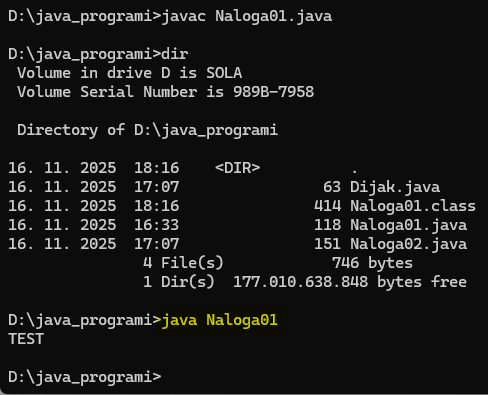 D:\java_programi>javac Naloga01.java
D:\java_programi>dir
Volume in drive D is SOLA
Volume Serial Number is 989B-7958
Directory of D:\java_programi
16. 11. 2025  18:16    <DIR>          .
16. 11. 2025  17:07                63 Dijak.java
16. 11. 2025  18:16               414 Naloga01.class
16. 11. 2025  16:33               118 Naloga01.java
16. 11. 2025  17:07               151 Naloga02.java
4 File(s)            746 bytes
1 Dir(s)  177.010.638.848 bytes free
D:\java_programi>java Naloga01
TEST
D:\java_programi>